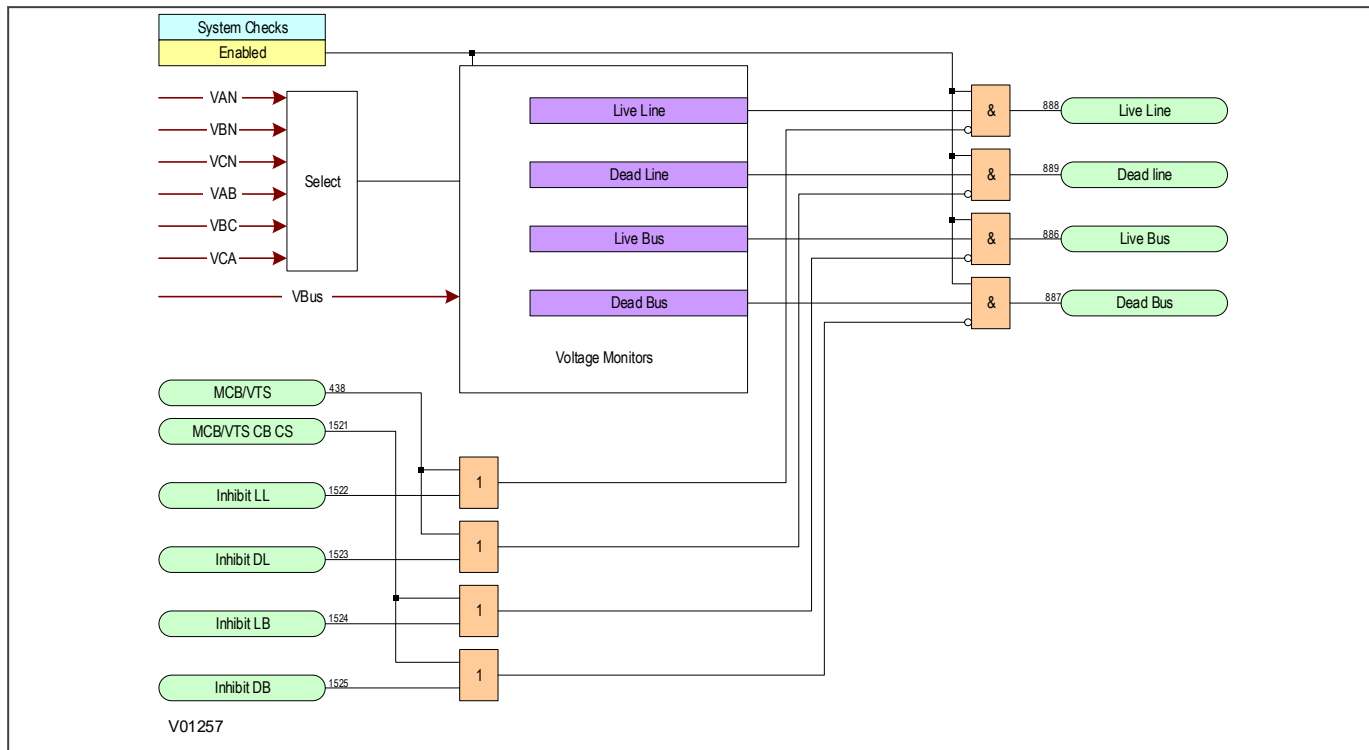 System Checks
Enabled
VAN
VBN
VCN
VAB
VBC
VCA
Select
VBus
Live Line
Dead Line
Live Bus
Dead Bus
Voltage Monitors
&
888
Live Line
&
889
Dead line
&
886
Live Bus
&
887
Dead Bus
MCB/VTS
438
MCB/VTS CB CS
1521
Inhibit LL
1522
1
Inhibit DL
1523
1
Inhibit LB
1524
1
Inhibit DB
1525
1
V01257